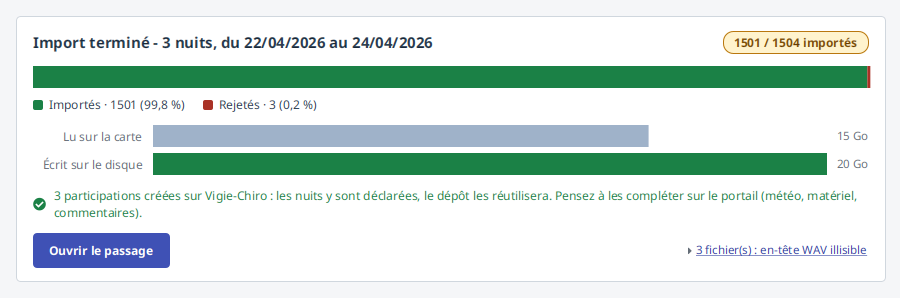 Import terminé - 3 nuits, du 22/04/2026 au 24/04/2026
1501 / 1504 importés
Importés · 1501 (99,8 %)
Rejetés · 3 (0,2 %)
Lu sur la carte
15 Go
Écrit sur le disque
20 Go
3 participations créées sur Vigie-Chiro : les nuits y sont déclarées, le dépôt les réutilisera. Pensez à les compléter sur le portail (météo, matériel,
commentaires).
Ouvrir le passage
3 fichier(s) : en-tête WAV illisible